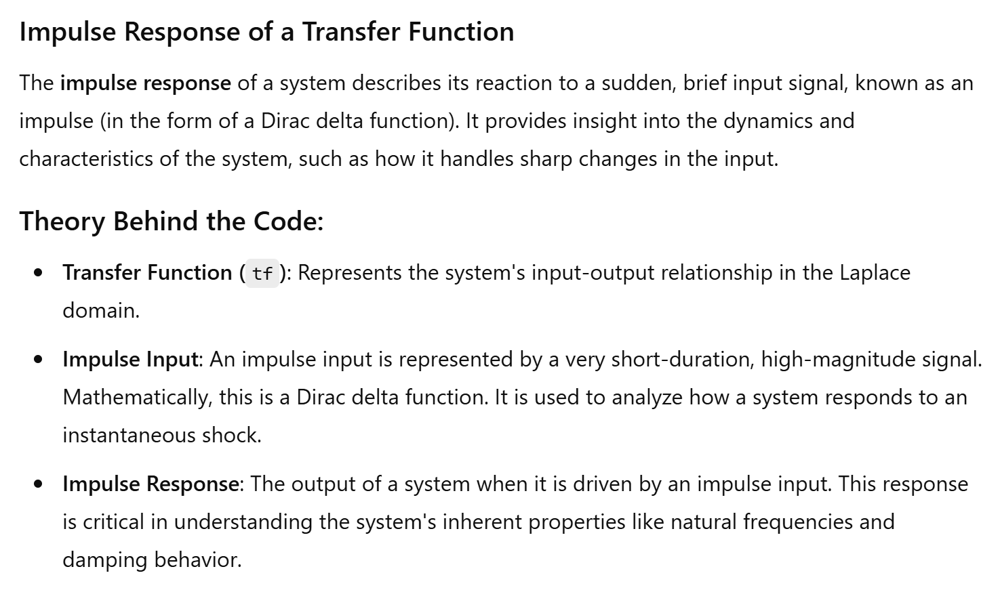 Impulse Response of a Transfer Function
The impulse response of a system describes its reaction to a sudden, brief input signal, known as an
impulse (in the form of a Dirac delta function). It provides insight into the dynamics and
characteristics of the system, such as how it handles sharp changes in the input.
Theory Behind the Code:
• Transfer Function (tf): Represents the system's input-output relationship in the Laplace
domain.
• Impulse Input: An impulse input is represented by a very short-duration, high-magnitude signal.
Mathematically, this is a Dirac delta function. It is used to analyze how a system responds to an
instantaneous shock.
• Impulse Response: The output of a system when it is driven by an impulse input. This response
is critical in understanding the system's inherent properties like natural frequencies and
damping behavior.